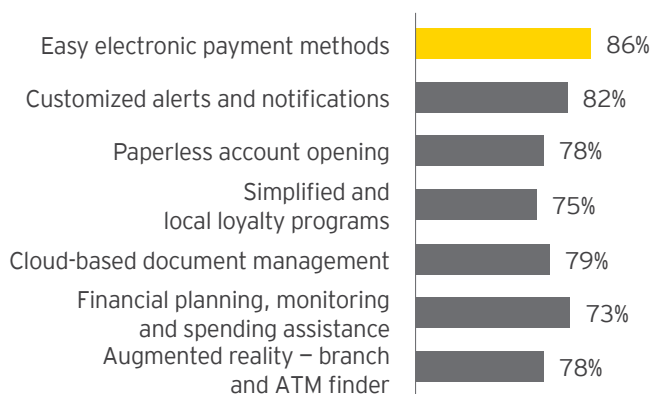 Easy electronic payment methods 86%
Customized alerts and notifications 82%
Paperless account opening 78%
Simplified and
local loyalty programs 75%
Cloud-based document management 79%
Financial planning, monitoring
and spending assistance 73%
Augmented reality – branch
and ATM finder 78%